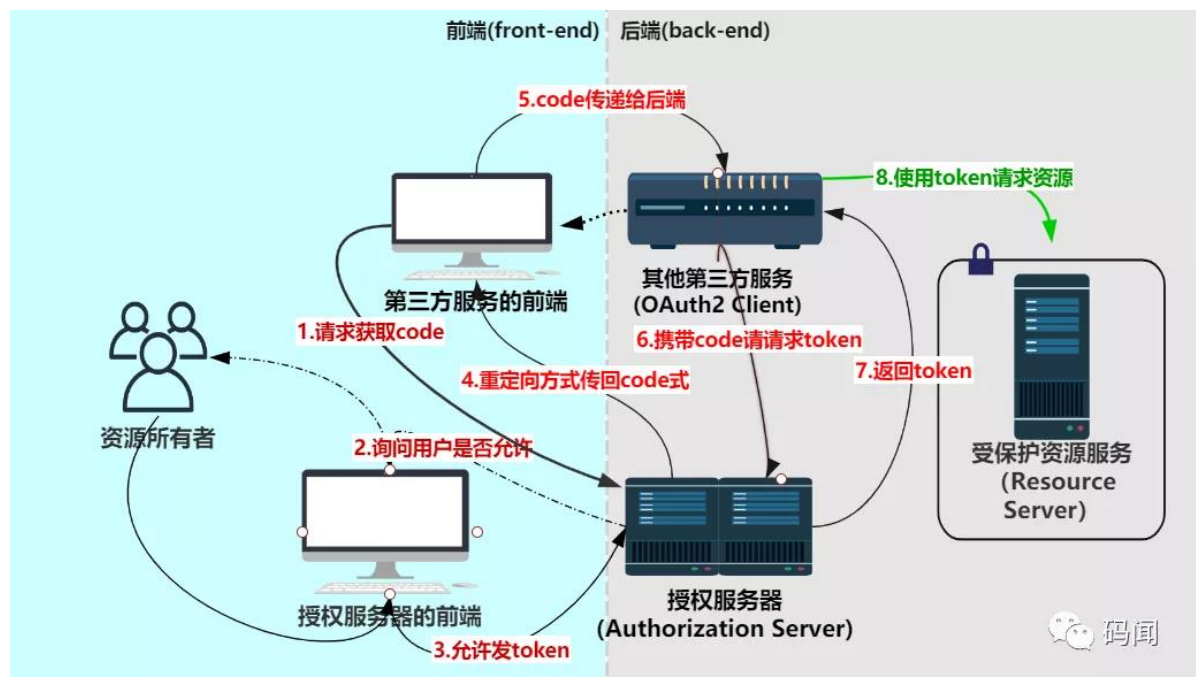 前端(front-end)
后端(back-end)
5.code传递给后端
8.使用token请求资源
其他第三方服务
(OAuth2 Client)
第三方服务的前端
1.请求获取code
6.携带code请请求token
7.返回token
4.重定向方式传回code式
资源所有者
2.询问用户是否允许
受保护资源服务
(Resource
Server)
授权服务器的前端
授权服务器
(Authorization Server)
3.允许发token
码闻